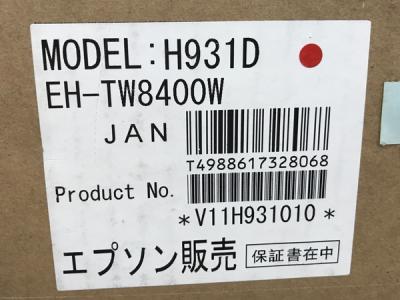 MODEL:H931D
EH-TW8400W
JAN
T4988617328068
Product No.
*V11H931010*
エプソン販売 保証書在中